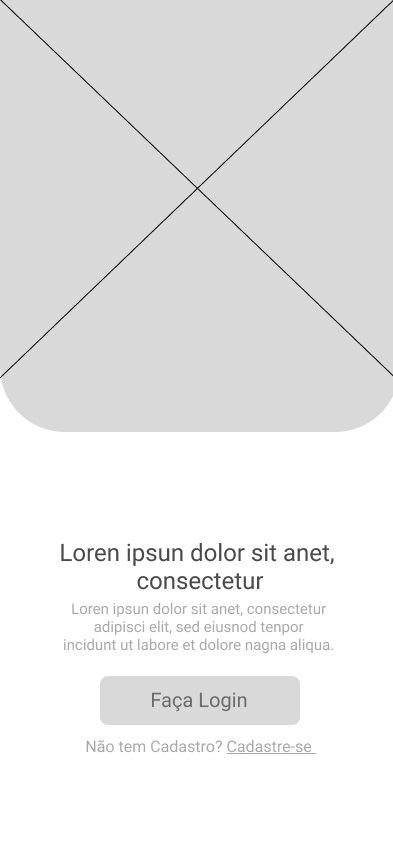 Loren ipsun dolor sit anet,
consectetur
Loren ipsun dolor sit anet, consectetur
adipisci elit, sed eiusnod tenpor
incidunt ut labore et dolore nagna aliqua.
Faça Login
Não tem Cadastro? Cadastre-se